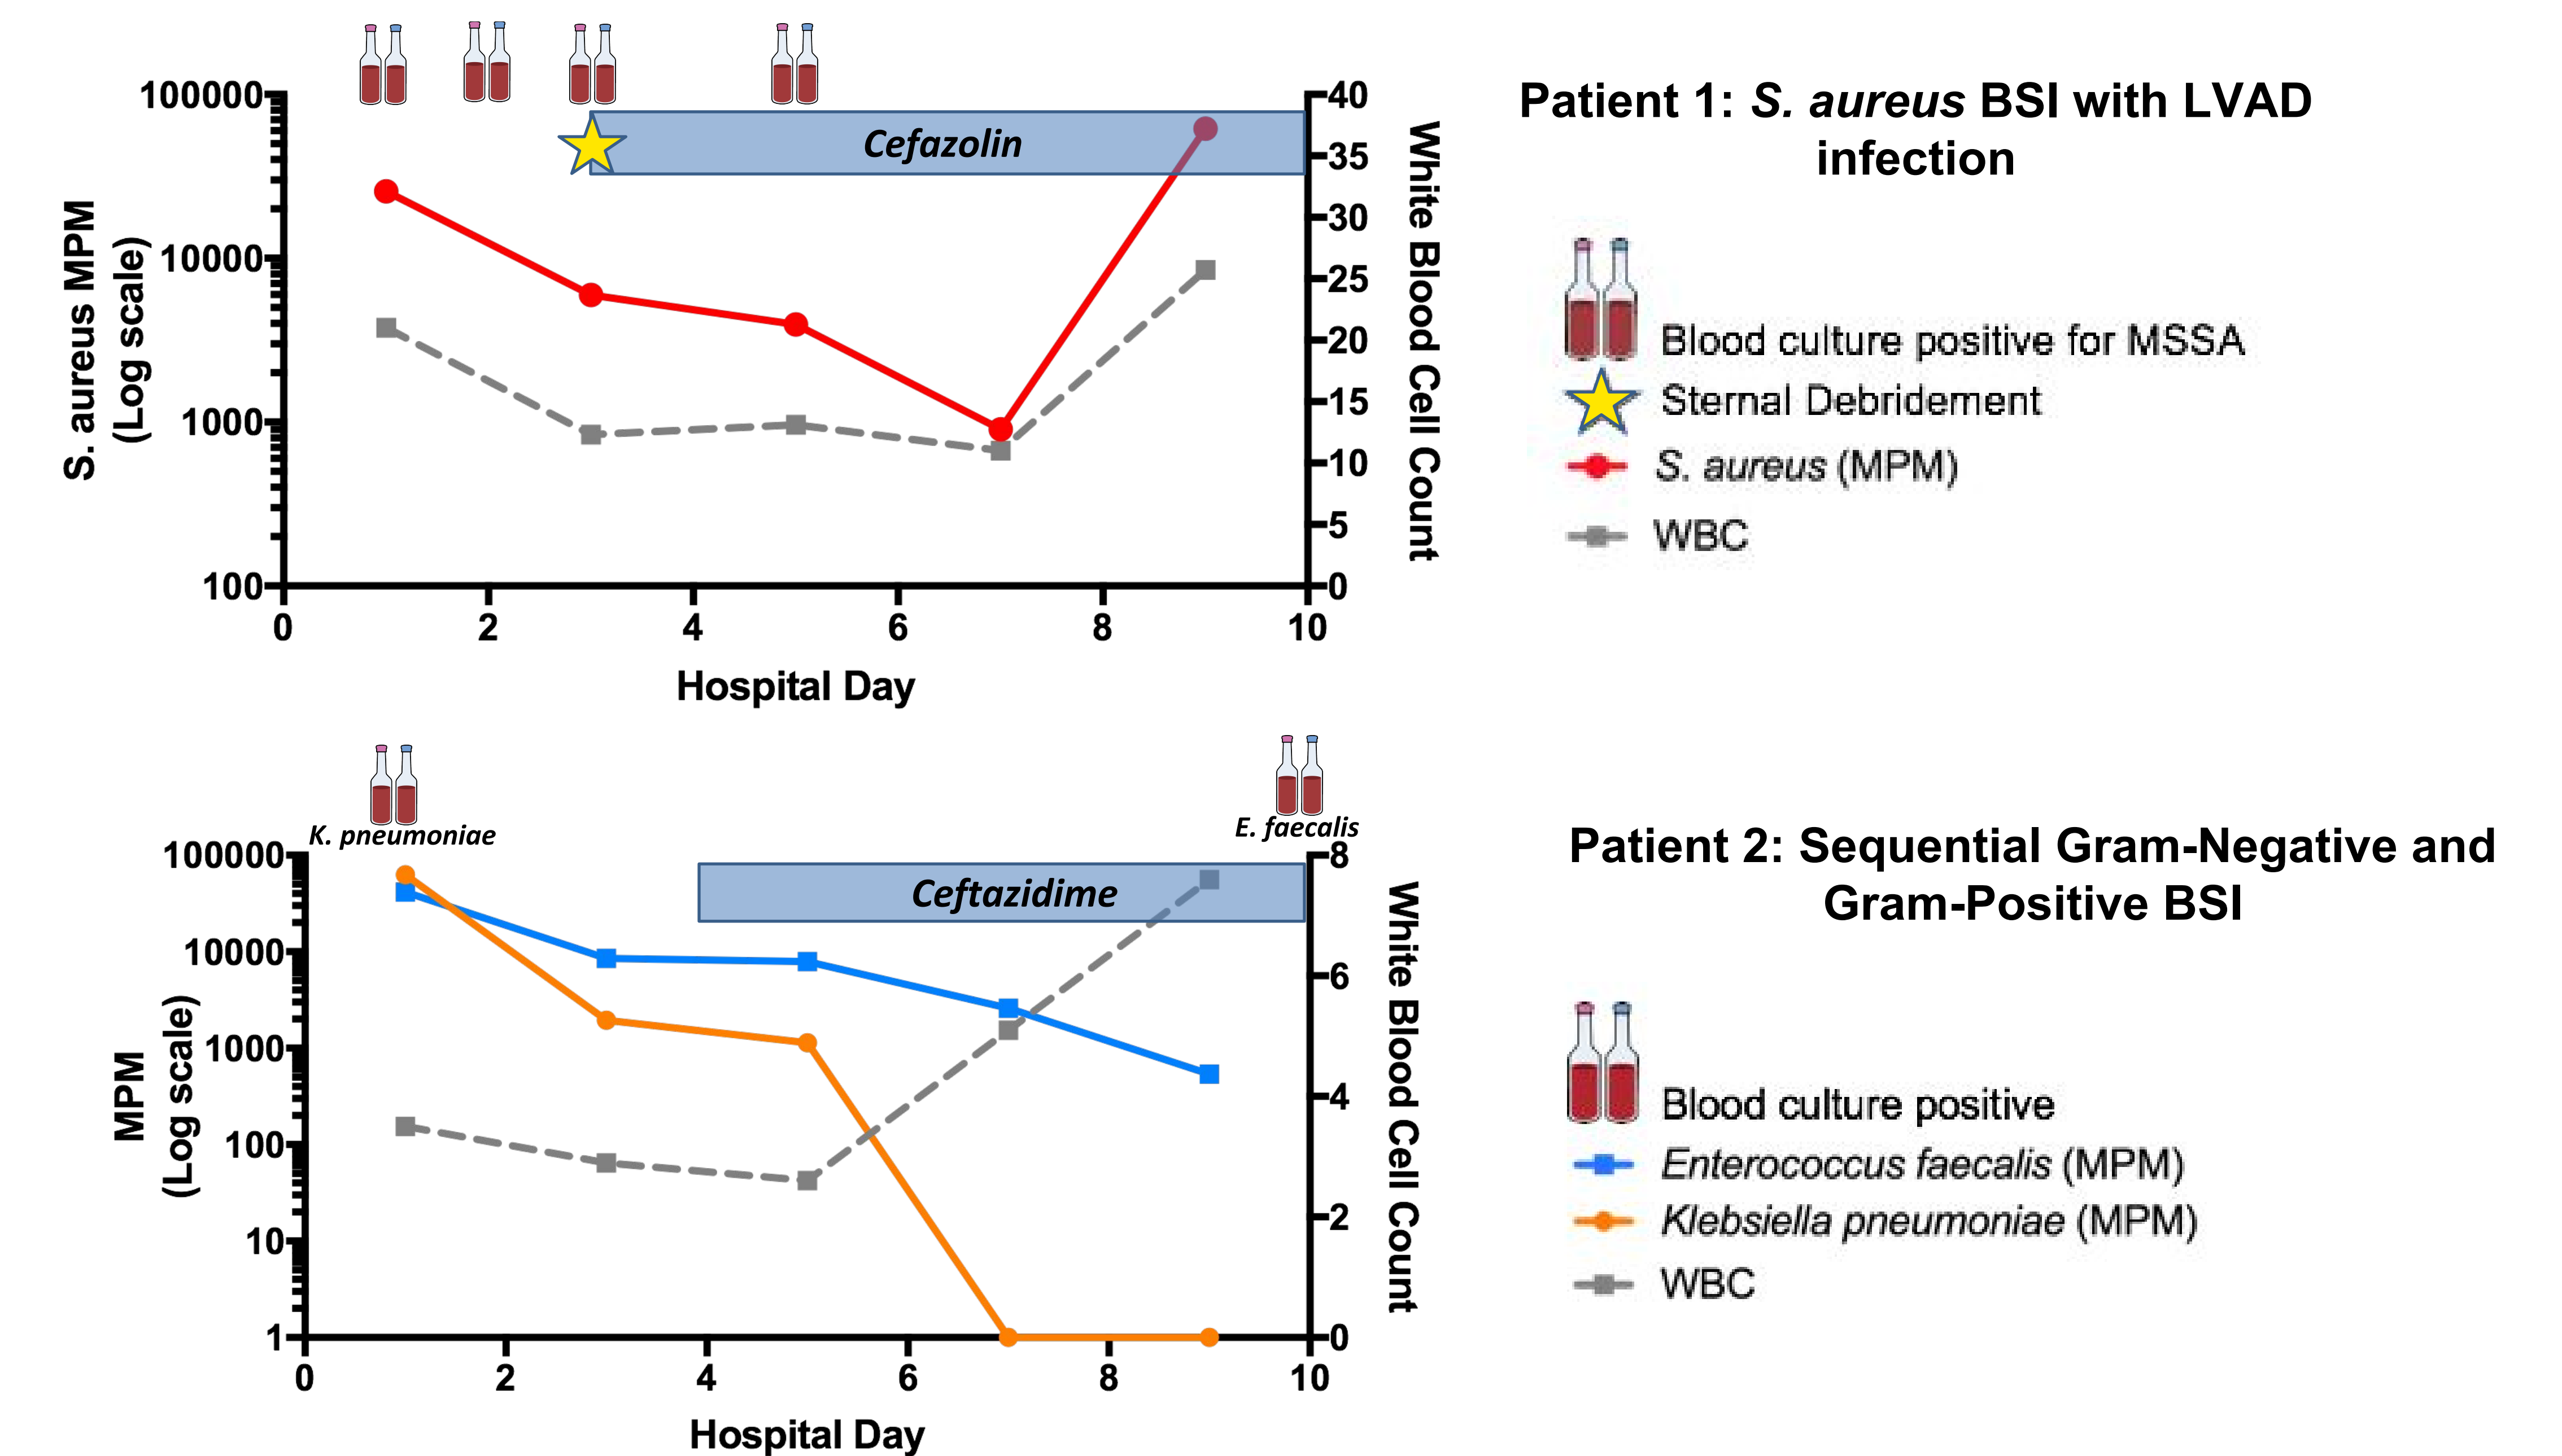 100000
10000
1000
100
S. aureus MPM
(Log scale)
Cefazolin
40
35
30
25
20
15
10
5
0
White Blood Cell Count
0
2
4
6
8
10
Hospital Day
Patient 1: S. aureus BSI with LVAD
infection
Blood culture positive for MSSA
Sternal Debridement
S. aureus (MPM)
WBC
K. pneumoniae
E. faecalis
100000
10000
1000
100
10
1
MPM
(Log scale)
Ceftazidime
8
6
4
2
0
White Blood Cell Count
0
2
4
6
8
10
Hospital Day
Patient 2: Sequential Gram-Negative and
Gram-Positive BSI
Blood culture positive
Enterococcus faecalis (MPM)
Klebsiella pneumoniae (MPM)
WBC